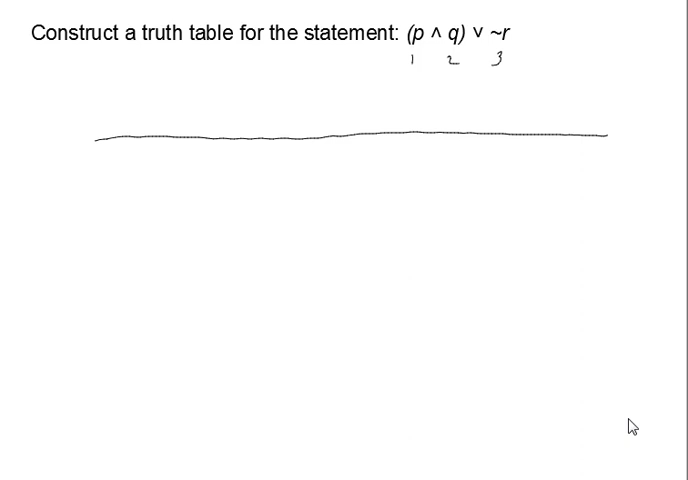 Construct a truth table for the statement: (p ∧ q) ∨ ~r
1 2 3